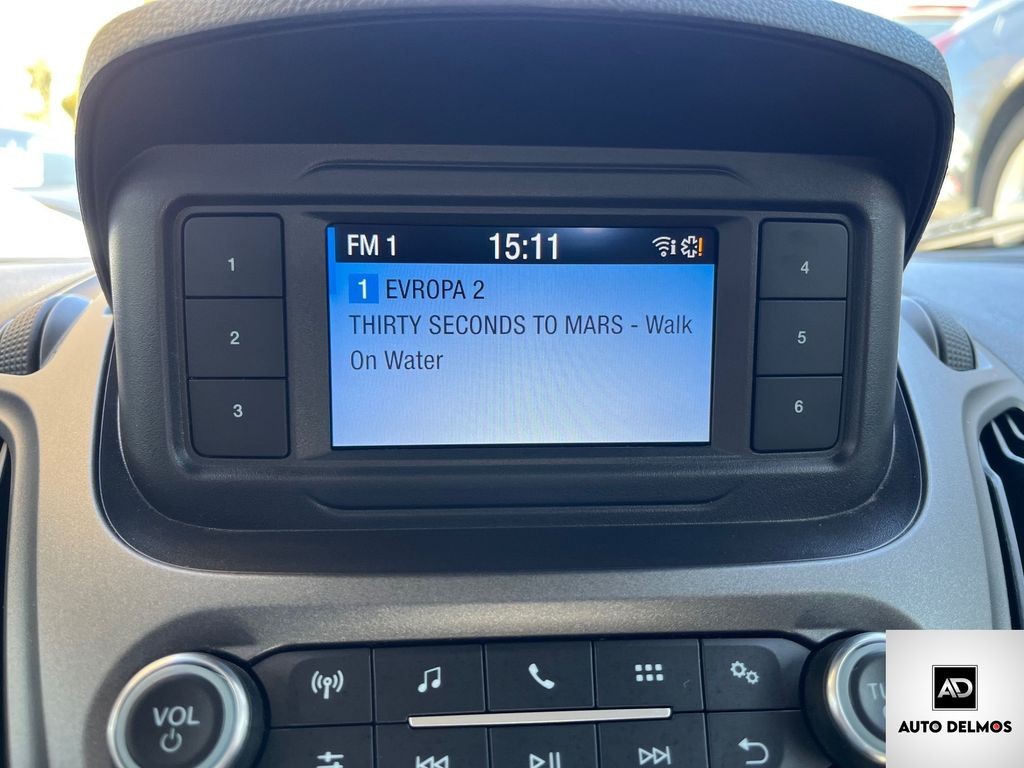 FM 1 15:11
1 EVROPA 2
THIRTY SECONDS TO MARS - Walk
On Water
1
2
3
4
5
6
VOL
TU
AD
AUTO DELMOS